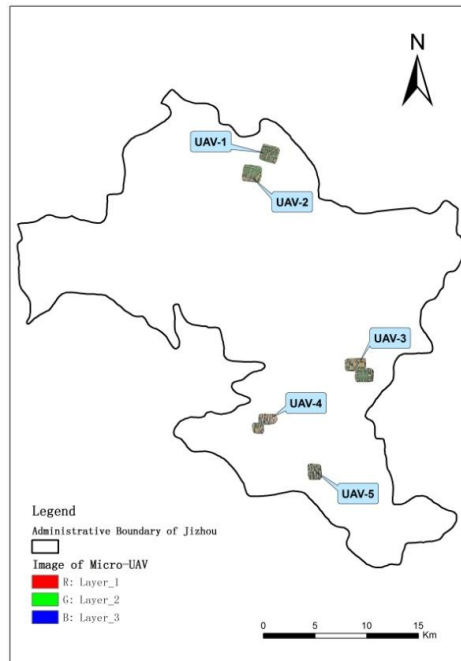 N
UAV-1
UAV-2
UAV-3
UAV-4
UAV-5
Legend
Administrative Boundary of Jizhou
Image of Micro-UAV
R: Layer_1
G: Layer_2
B: Layer_3
0 5 10 15
Km